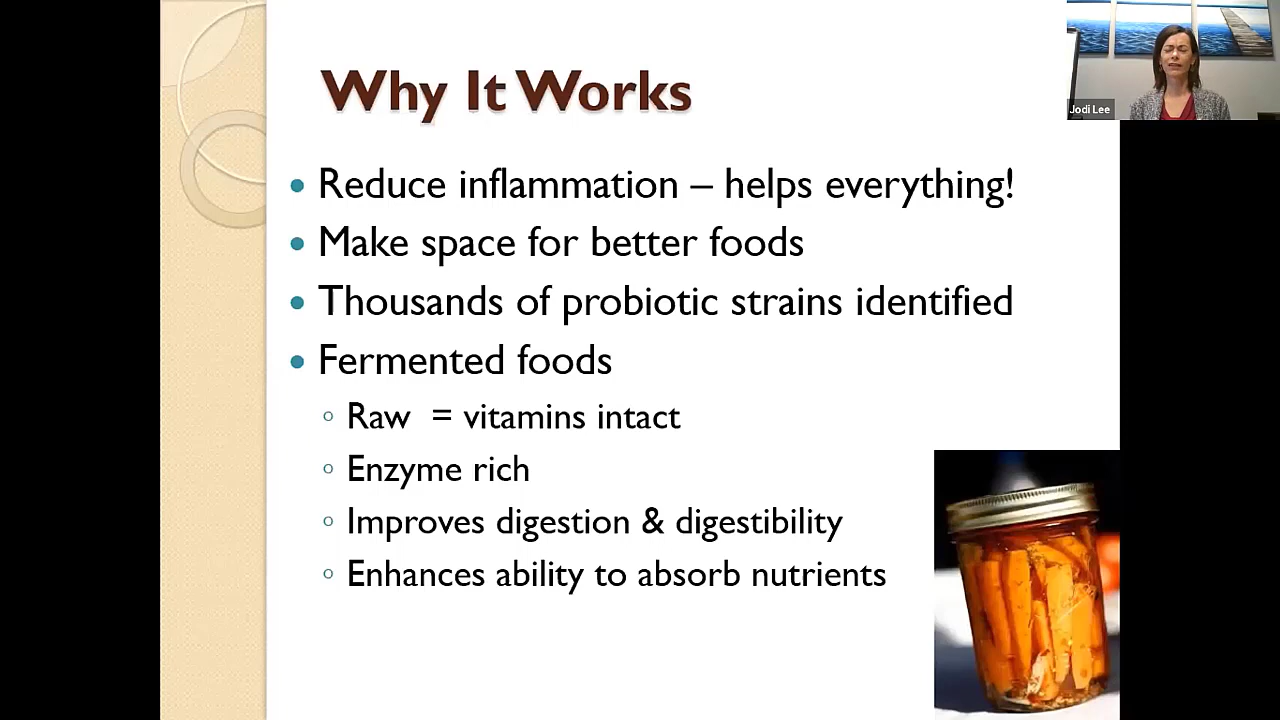 Why It Works
Jodi Lee
• Reduce inflammation – helps everything!
• Make space for better foods
• Thousands of probiotic strains identified
• Fermented foods
◦ Raw = vitamins intact
◦ Enzyme rich
◦ Improves digestion & digestibility
◦ Enhances ability to absorb nutrients